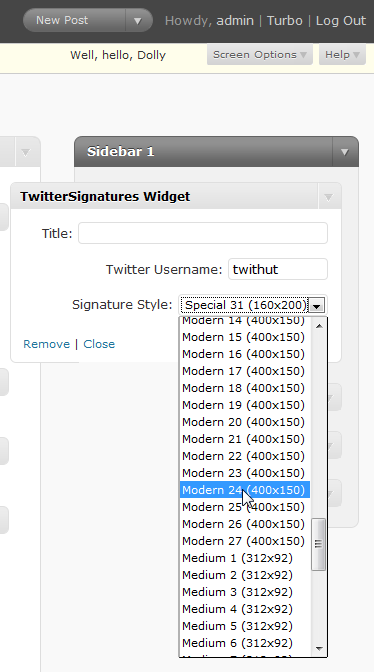 New Post
Howdy, admin | Turbo | Log Out
Well, hello, Dolly
Screen Options
Help
Sidebar 1
TwitterSignatures Widget
Title:
Twitter Username: twithut
Signature Style: Special 31 (160x200)
Modern 14 (400x150)
Modern 15 (400x150)
Modern 16 (400x150)
Modern 17 (400x150)
Modern 18 (400x150)
Modern 19 (400x150)
Modern 20 (400x150)
Modern 21 (400x150)
Modern 22 (400x150)
Modern 23 (400x150)
Modern 24 (400x150)
Modern 25 (400x150)
Modern 26 (400x150)
Modern 27 (400x150)
Medium 1 (312x92)
Medium 2 (312x92)
Medium 3 (312x92)
Medium 4 (312x92)
Medium 5 (312x92)
Medium 6 (312x92)
Remove | Close